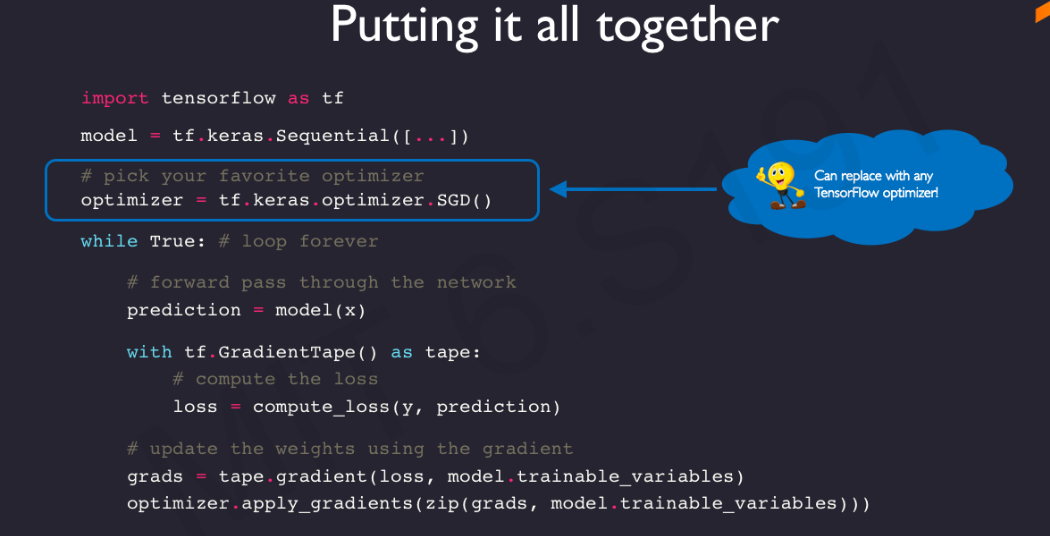 Putting it all together
import tensorflow as tf
model = tf.keras.Sequential([...])
# pick your favorite optimizer
optimizer = tf.keras.optimizer.SGD()
Can replace with any
TensorFlow optimizer!
while True: # loop forever
# forward pass through the network
prediction = model(x)
with tf.GradientTape() as tape:
# compute the loss
loss = compute_loss(y, prediction)
# update the weights using the gradient
grads = tape.gradient(loss, model.trainable_variables)
optimizer.apply_gradients(zip(grads, model.trainable_variables)))